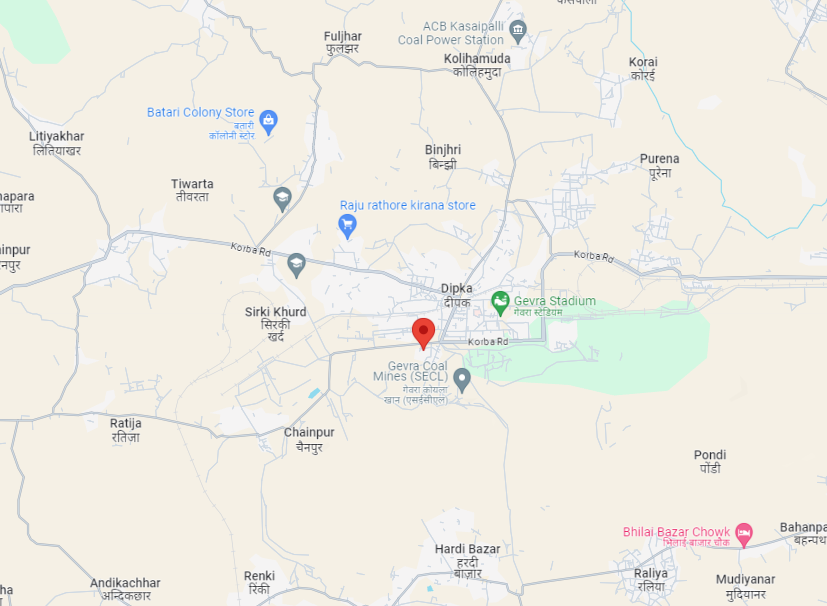 ACB Kasaipalli
Coal Power Station
Fuljhar
फुलझर
Kolihamuda
कोलिहमुदा
Korai
कोरई
Batari Colony Store
बतारी
कॉलोनी स्टोर
Litiyakhar
लितियाखर
Binjhri
बिन्झी
Purena
पूरेना
Tiwarta
तीवरता
Raju rathore kirana store
Korba Rd
Korba Rd
Dipka
दीपक
Gevra Stadium
गेवरा स्टेडियम
Sirki Khurd
सिरकी
खर्द
Korba Rd
Gevra Coal
Mines (SECL)
गेवरा कोयला
खान (एसईसीएल)
Ratija
रतिजा
Chainpur
चैनपुर
Pondi
पोंडी
Bhilai Bazar Chowk
भिलाई बाजार चौक
Hardi Bazar
हरदी
बाज़ार
Renki
रिंकी
Andikachhar
अन्दिकछार
Raliya
रलिया
Mudiyanar
मुदियानर